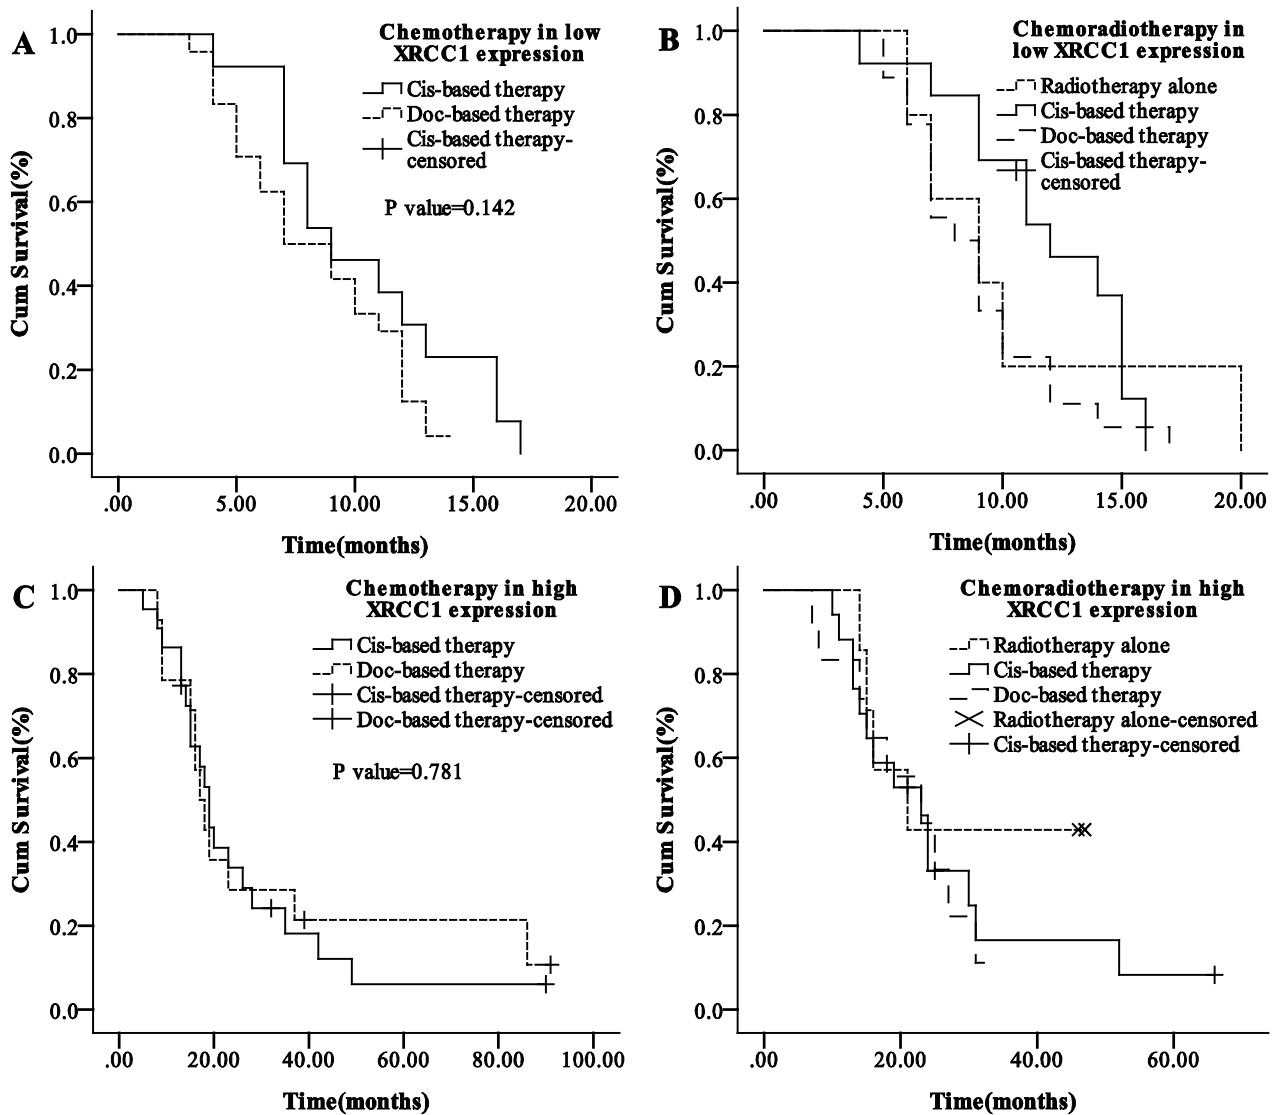 A
Chemotherapy in low
XRCC1 expression
Cis-based therapy
Doc-based therapy
Cis-based therapy-
censored
P value=0.142
Cum Survival(%)
1.0
0.8
0.6
0.4
0.2
0.0
.00 5.00 10.00 15.00 20.00
Time(months)
B
Chemoradiotherapy in
low XRCC1 expression
Radiotherapy alone
Cis-based therapy
Doc-based therapy
Cis-based therapy-
censored
Cum Survival(%)
1.0
0.8
0.6
0.4
0.2
0.0
.00 5.00 10.00 15.00 20.00
Time(months)
C
Chemotherapy in high
XRCC1 expression
Cis-based therapy
Doc-based therapy
Cis-based therapy-censored
Doc-based therapy-censored
P value=0.781
Cum Survival(%)
1.0
0.8
0.6
0.4
0.2
0.0
.00 20.00 40.00 60.00 80.00 100.00
Time(months)
D
Chemoradiotherapy in high
XRCC1 expression
Radiotherapy alone
Cis-based therapy
Doc-based therapy
Radiotherapy alone-censored
Cis-based therapy-censored
Cum Survival(%)
1.0
0.8
0.6
0.4
0.2
0.0
.00 20.00 40.00 60.00
Time(months)